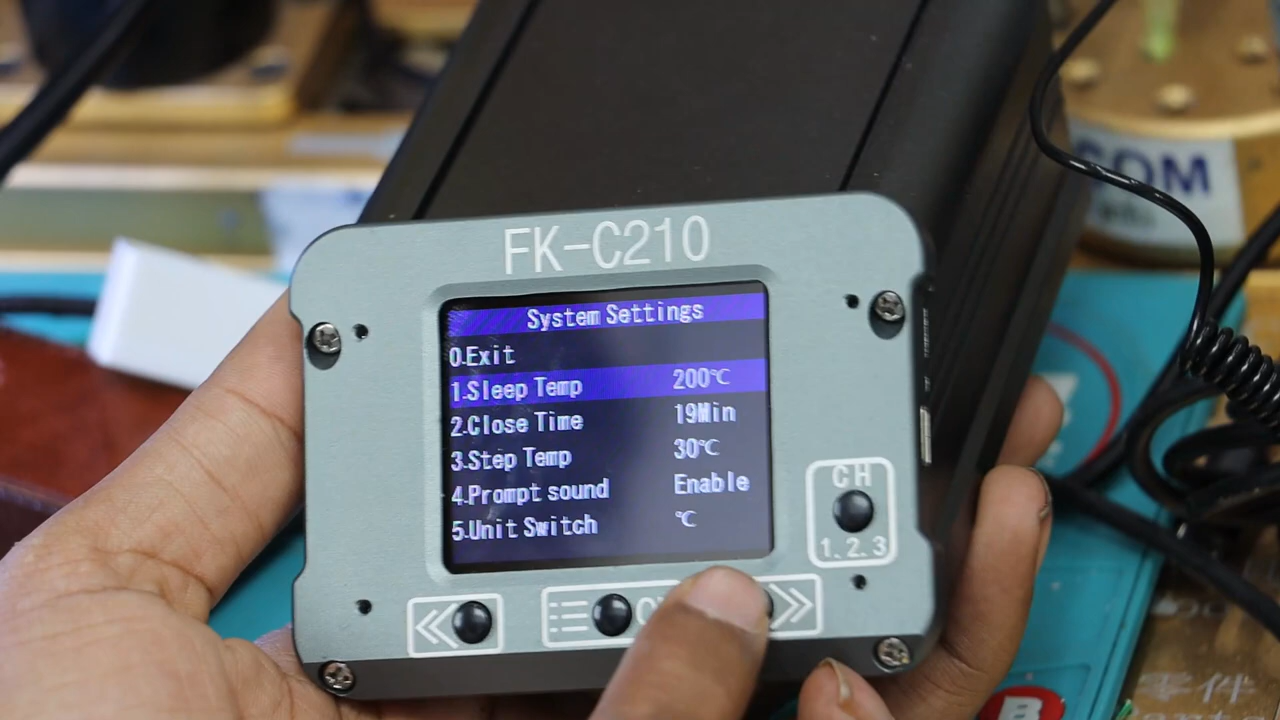 FK-C210
System Settings
0.Exit
1.Sleep Temp 200℃
2.Close Time 19Min
3.Step Temp 30℃
4.Prompt sound Enable
5.Unit Switch ℃
CH
1.2.3
零件
B